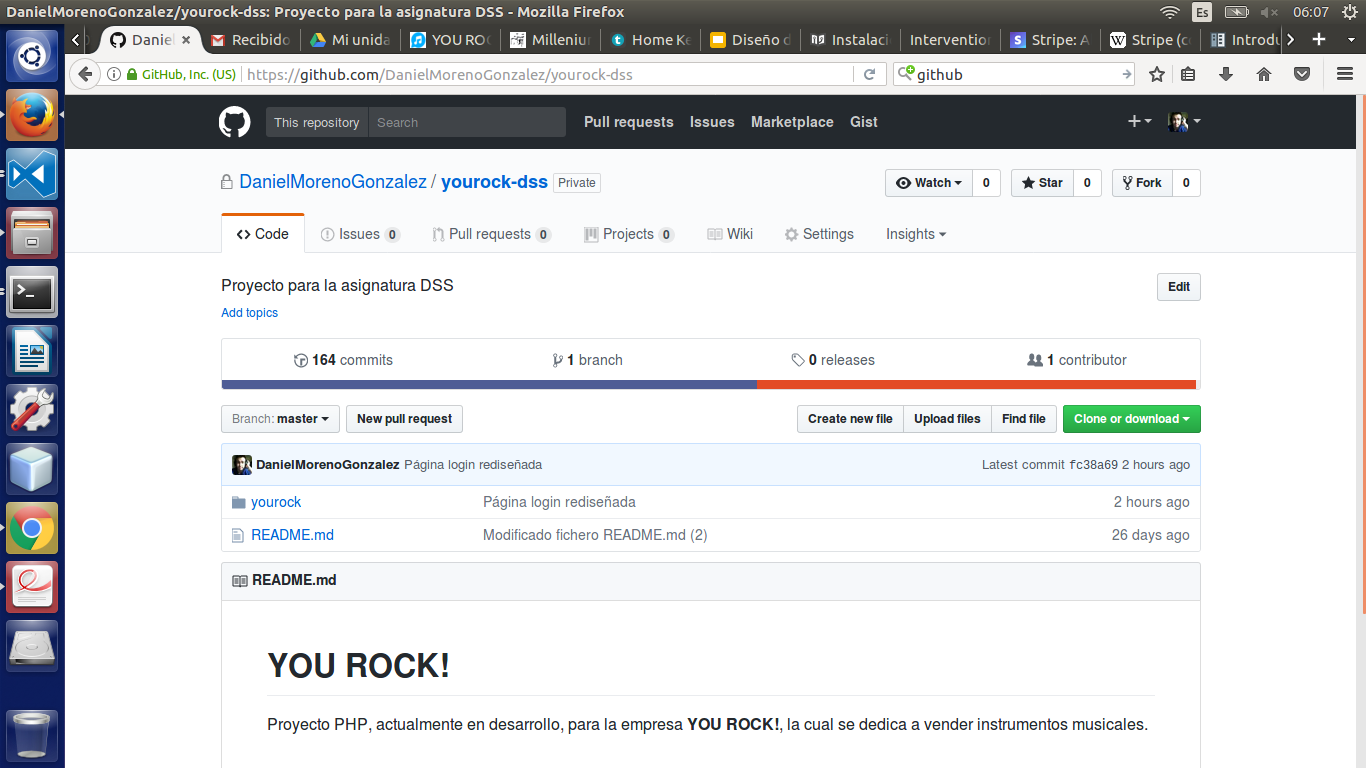 DanielMorenoGonzalez/yourock-dss: Proyecto para la asignatura DSS - Mozilla Firefox
Es
06:07
Danie
Recibido
Mi unida
YOU RO
Milleniu
Home Ke
Diseño d
Instalaci
Intervention
Stripe: A
Stripe (c
Introdu
GitHub, Inc. (US)
https://github.com/DanielMorenoGonzalez/yourock-dss
github
This repository
Search
Pull requests
Issues
Marketplace
Gist
DanielMorenoGonzalez / yourock-dss
Private
Watch
0
Star
0
Fork
0
Code
Issues 0
Pull requests 0
Projects 0
Wiki
Settings
Insights
Proyecto para la asignatura DSS
Edit
Add topics
164 commits
1 branch
0 releases
1 contributor
Branch: master
New pull request
Create new file
Upload files
Find file
Clone or download
DanielMorenoGonzalez Página login rediseñada
Latest commit fc38a69 2 hours ago
yourock
Página login rediseñada
2 hours ago
README.md
Modificado fichero README.md (2)
26 days ago
README.md
YOU ROCK!
Proyecto PHP, actualmente en desarrollo, para la empresa YOU ROCK!, la cual se dedica a vender instrumentos musicales.